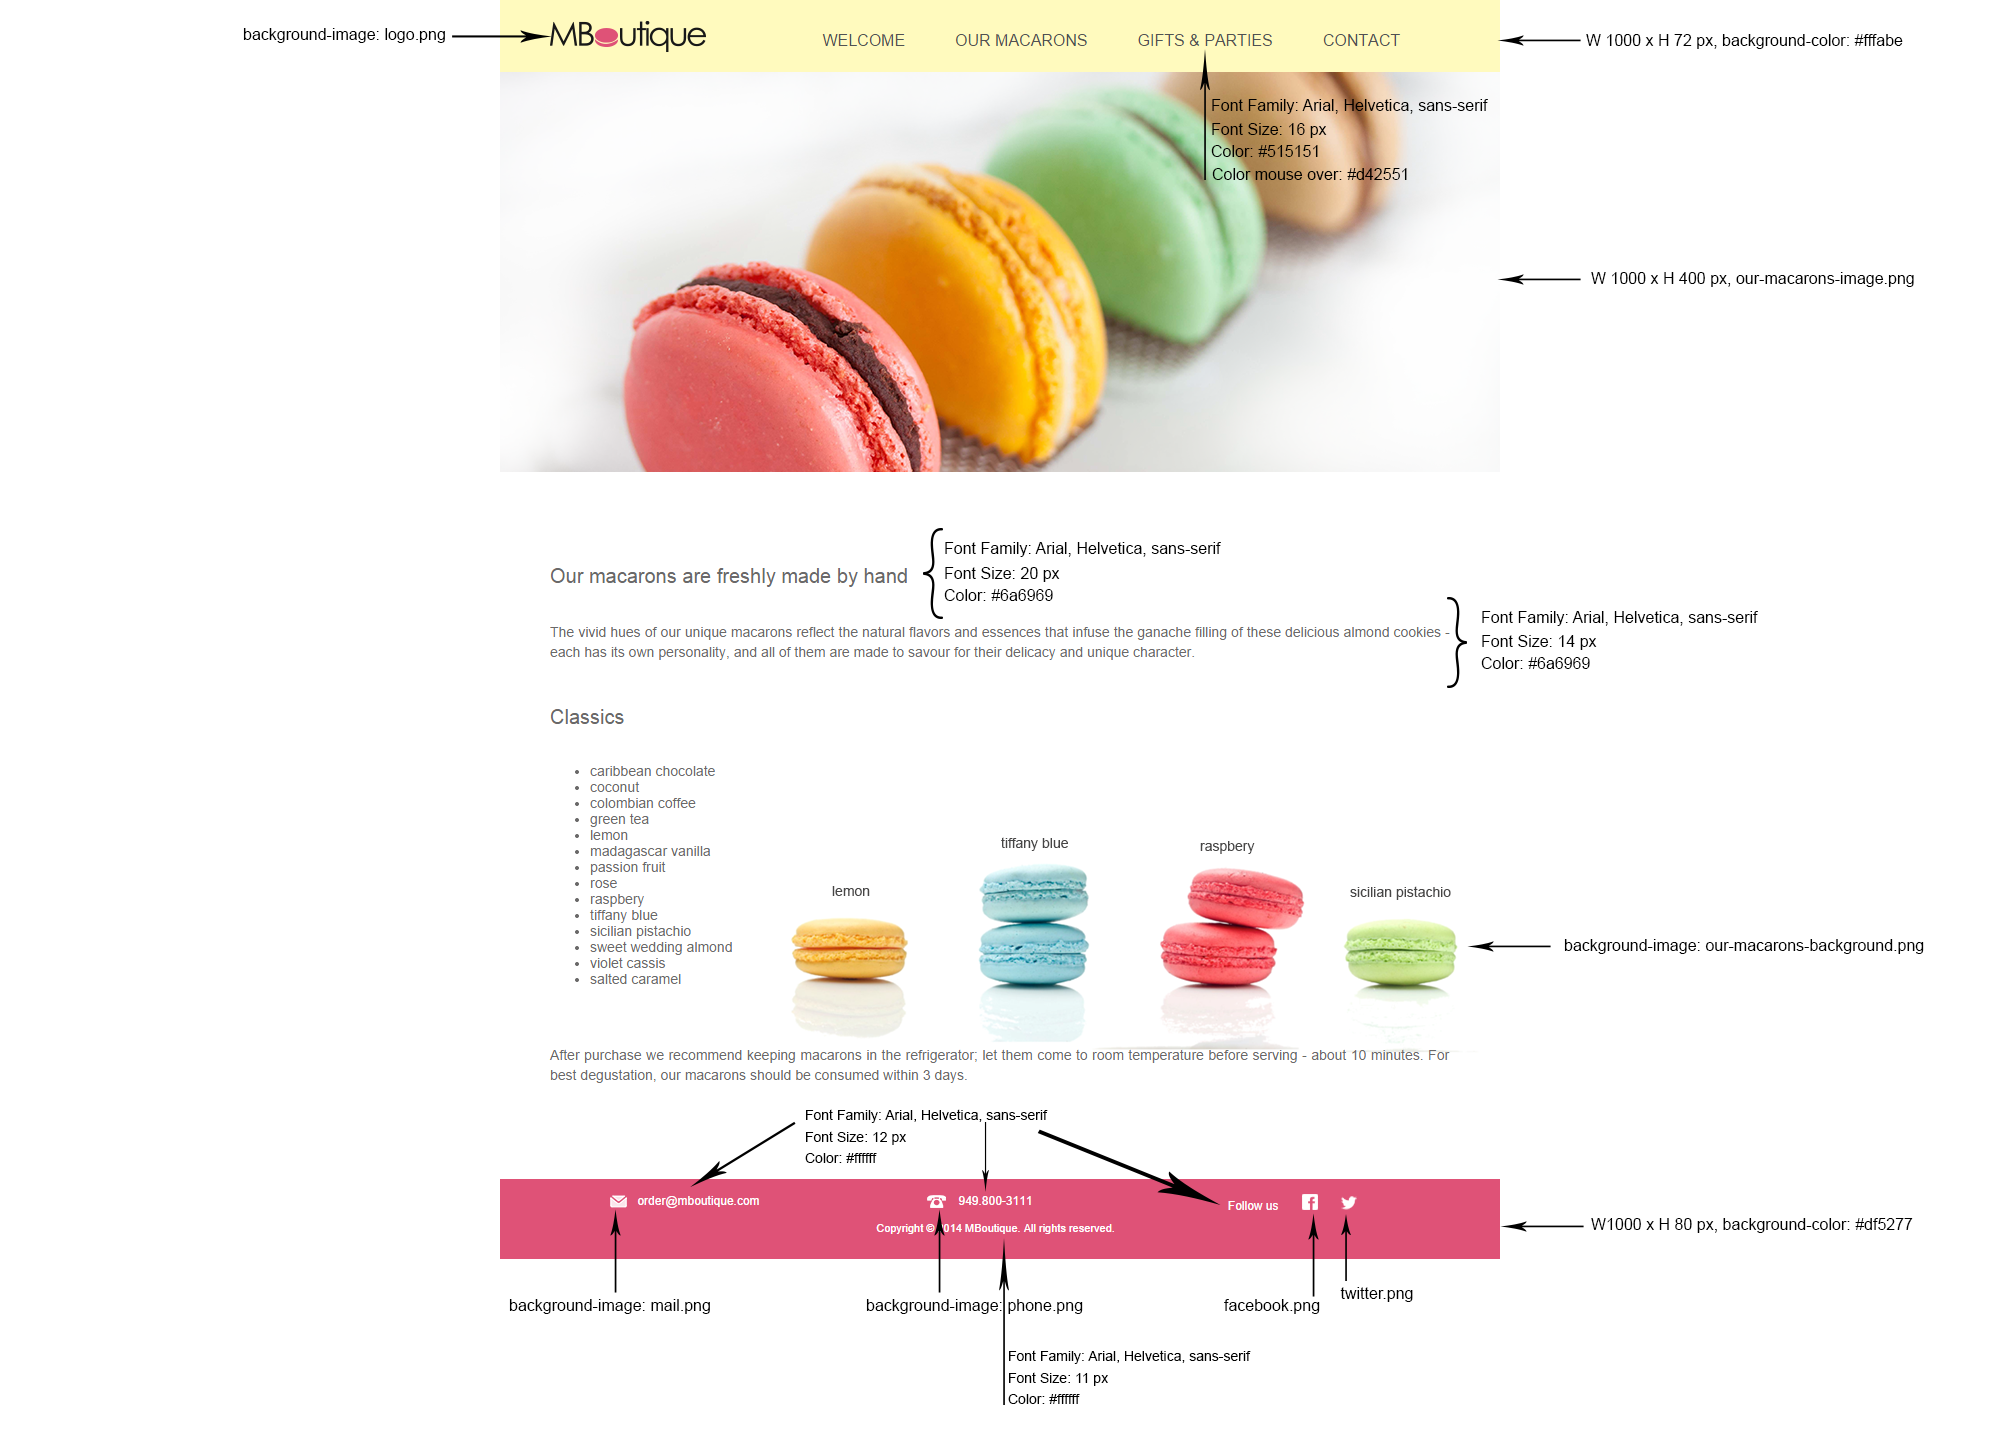 background-image: logo.png
MBoutique
WELCOME
OUR MACARONS
GIFTS & PARTIES
CONTACT
W 1000 x H 72 px, background-color: #fffabe
Font Family: Arial, Helvetica, sans-serif
Font Size: 16 px
Color: #515151
Color mouse over: #d42551
W 1000 x H 400 px, our-macarons-image.png
Our macarons are freshly made by hand
Font Family: Arial, Helvetica, sans-serif
Font Size: 20 px
Color: #6a6969
The vivid hues of our unique macarons reflect the natural flavors and essences that infuse the ganache filling of these delicious almond cookies -
each has its own personality, and all of them are made to savour for their delicacy and unique character.
Font Family: Arial, Helvetica, sans-serif
Font Size: 14 px
Color: #6a6969
Classics
caribbean chocolate
coconut
colombian coffee
green tea
lemon
madagascar vanilla
passion fruit
rose
raspbery
tiffany blue
sicilian pistachio
sweet wedding almond
violet cassis
salted caramel
lemon
tiffany blue
raspbery
sicilian pistachio
background-image: our-macarons-background.png
After purchase we recommend keeping macarons in the refrigerator; let them come to room temperature before serving - about 10 minutes. For
best degustation, our macarons should be consumed within 3 days.
Font Family: Arial, Helvetica, sans-serif
Font Size: 12 px
Color: #ffffff
order@mboutique.com
949.800-3111
Follow us
Copyright © 2014 MBoutique. All rights reserved.
W1000 x H 80 px, background-color: #df5277
background-image: mail.png
background-image: phone.png
facebook.png
twitter.png
Font Family: Arial, Helvetica, sans-serif
Font Size: 11 px
Color: #ffffff